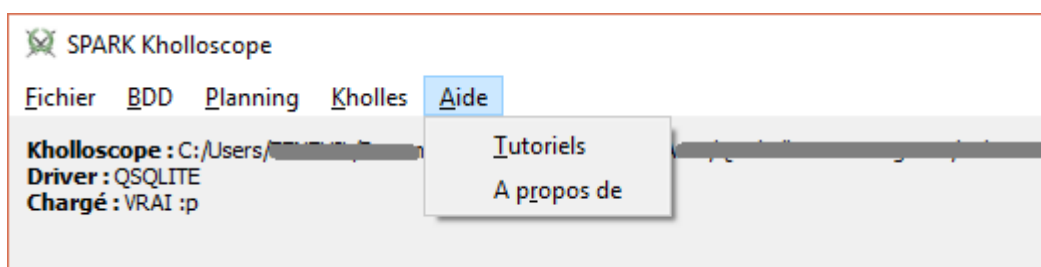 SPARK Kholloscope
Fichier BDD Planning Kholles Aide
Kholloscope : C:/Users/
Tutoriels
Driver : QSQLITE
A propos de
Chargé : VRAI :p